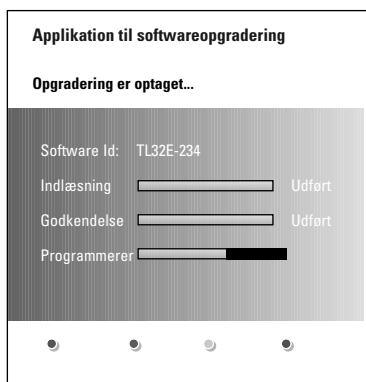 Applikation til softwareopgradering
Opgradering er optaget...
Software Id: TL32E-234
Indlæsning Udført
Godkendelse Udført
Programmerer